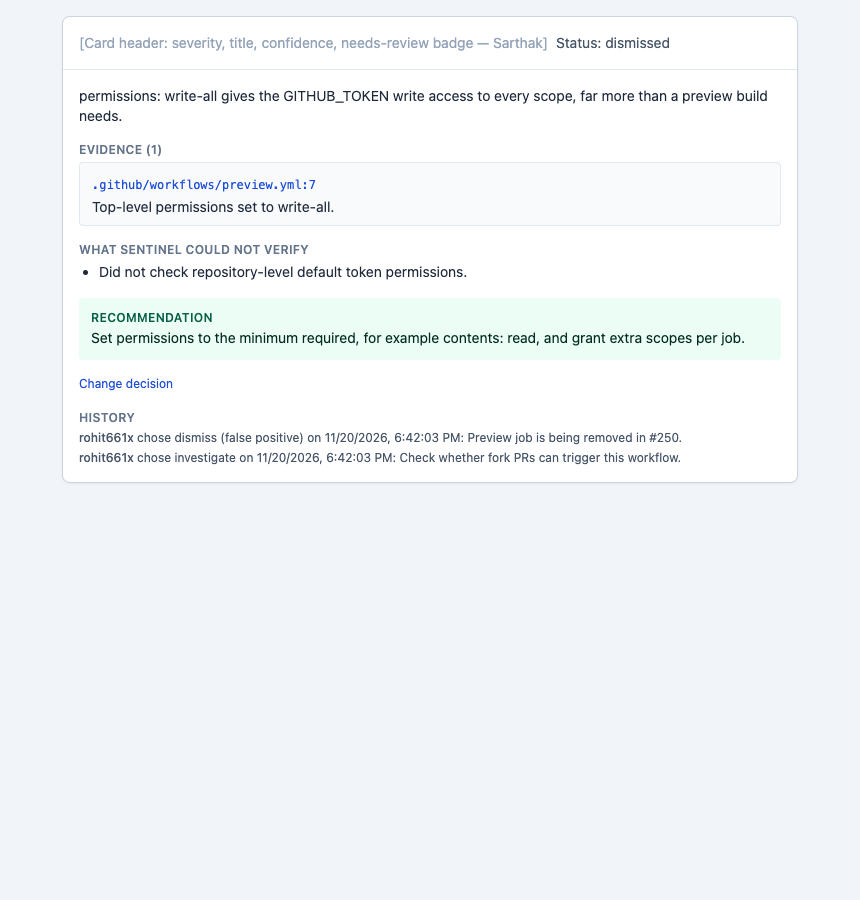 [Card header: severity, title, confidence, needs-review badge — Sarthak] Status: dismissed
permissions: write-all gives the GITHUB_TOKEN write access to every scope, far more than a preview build
needs.
EVIDENCE (1)
.github/workflows/preview.yml:7
Top-level permissions set to write-all.
WHAT SENTINEL COULD NOT VERIFY
• Did not check repository-level default token permissions.
RECOMMENDATION
Set permissions to the minimum required, for example contents: read, and grant extra scopes per job.
Change decision
HISTORY
rohit661x chose dismiss (false positive) on 11/20/2026, 6:42:03 PM: Preview job is being removed in #250.
rohit661x chose investigate on 11/20/2026, 6:42:03 PM: Check whether fork PRs can trigger this workflow.